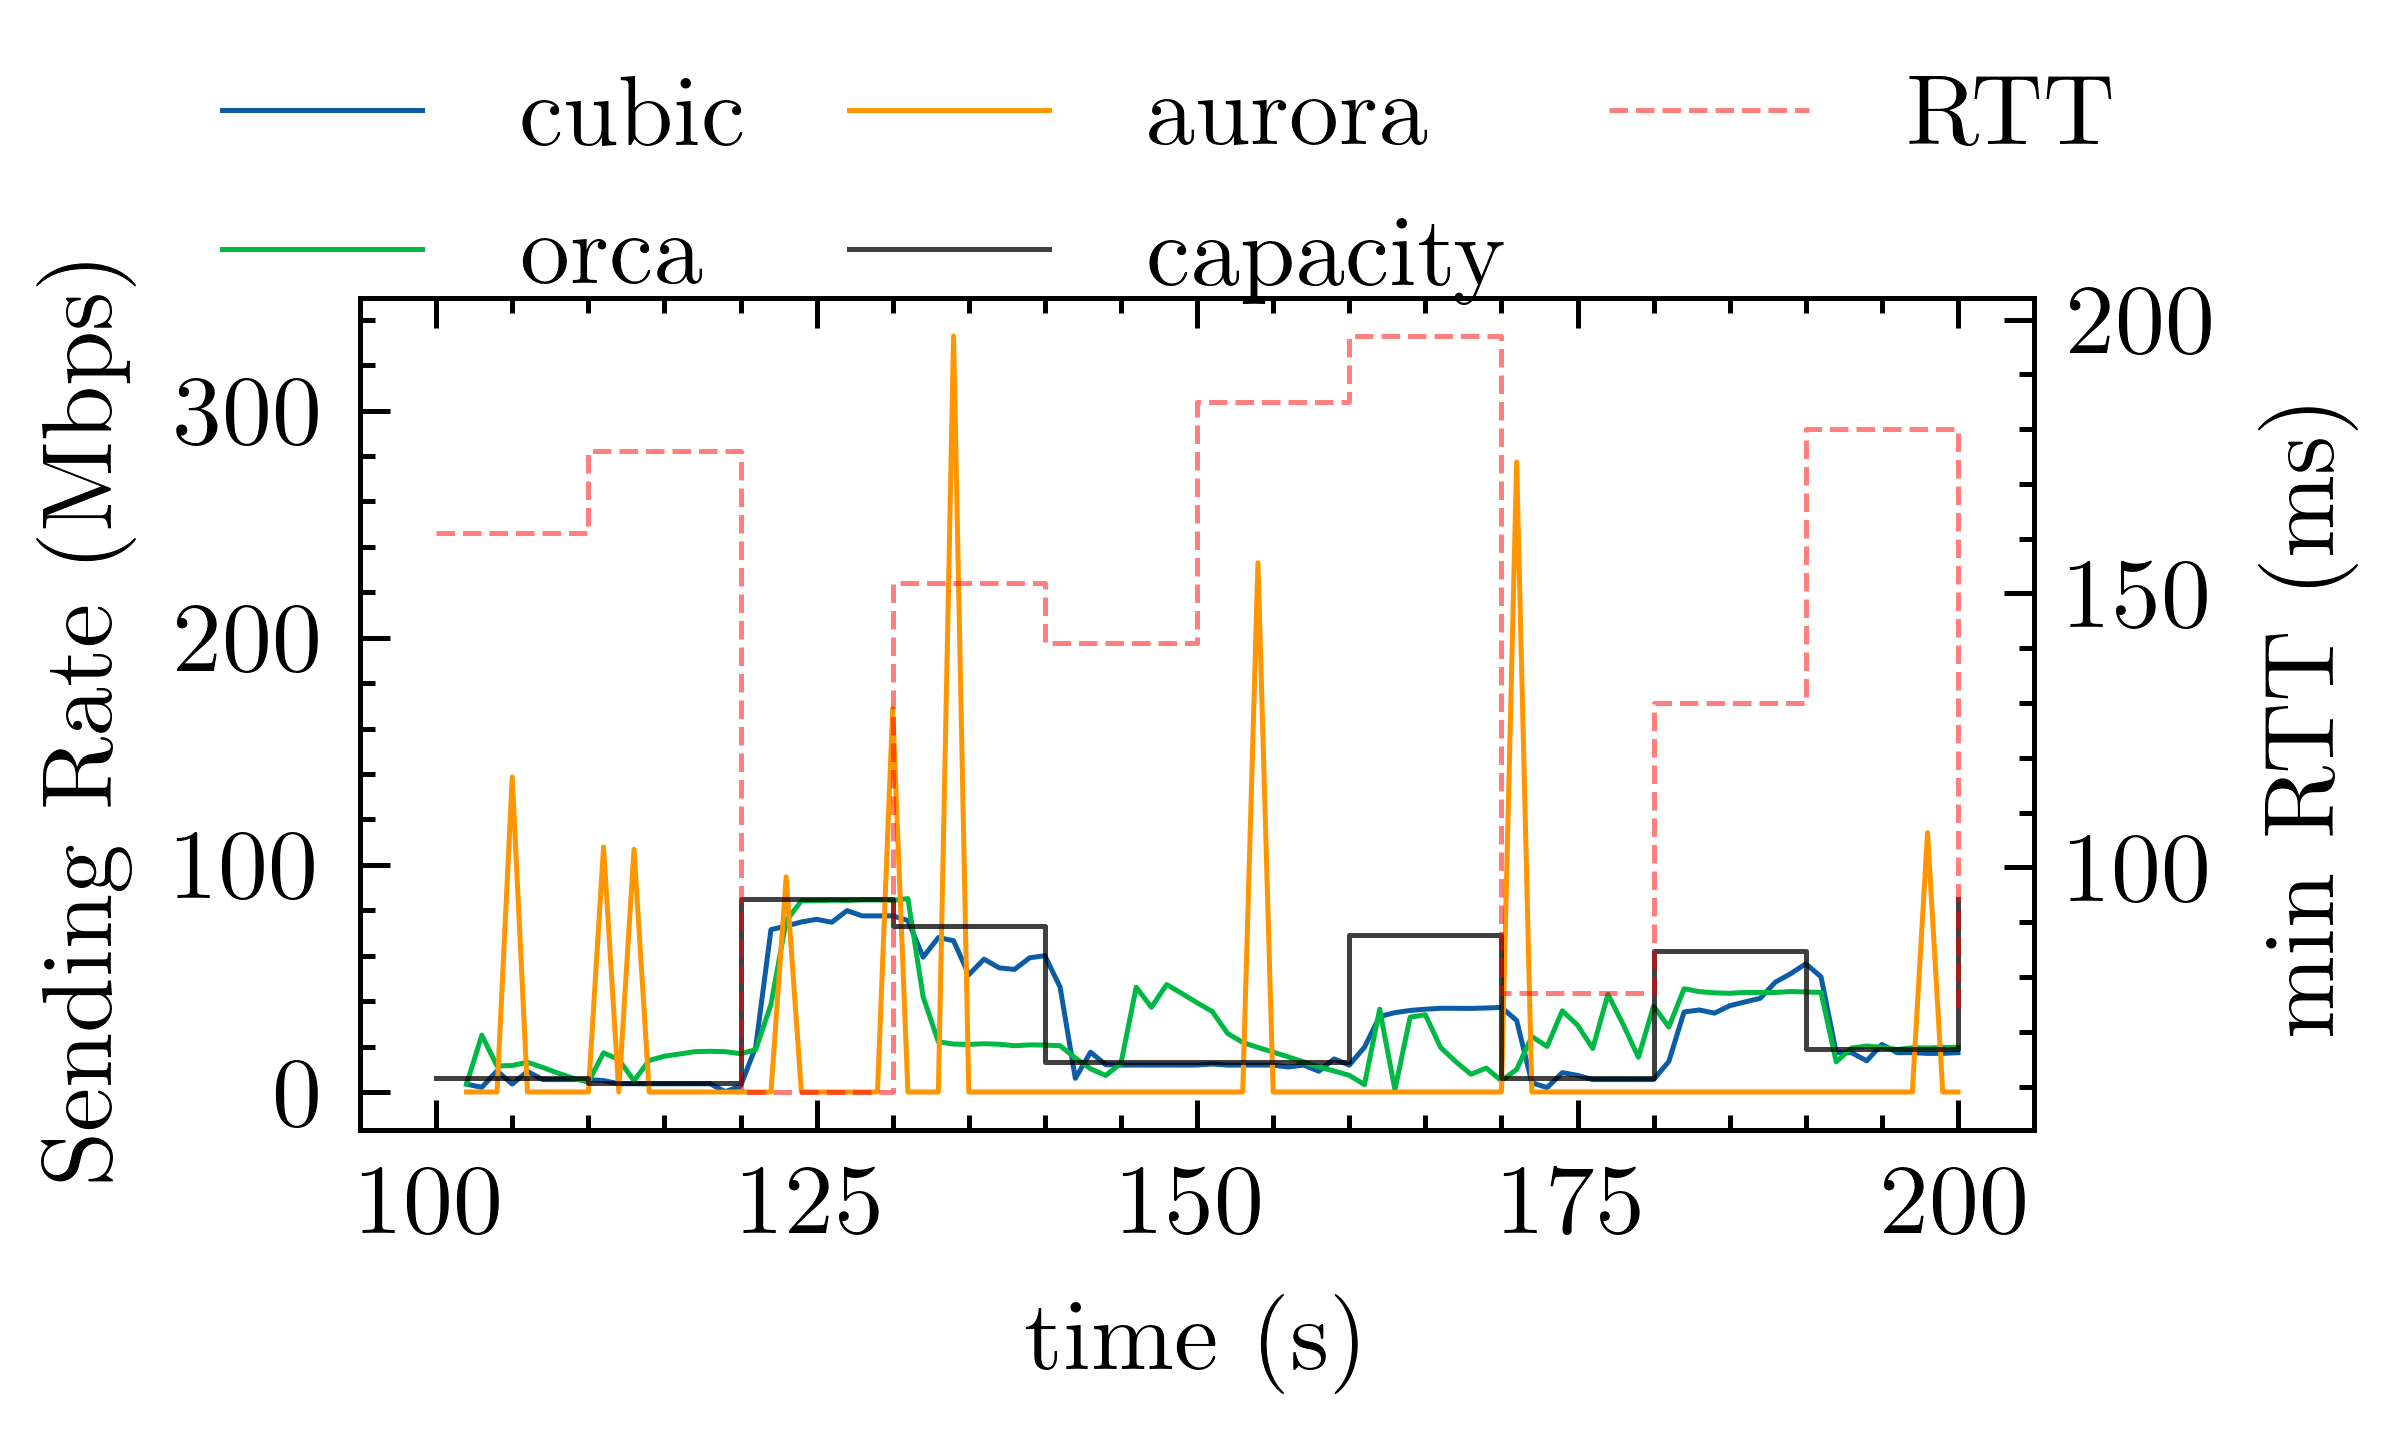 cubic
aurora
RTT
orca
capacity
Sending Rate (Mbps)
300
200
100
0
200
150
100
min RTT (ms)
100
125
150
175
200
time (s)